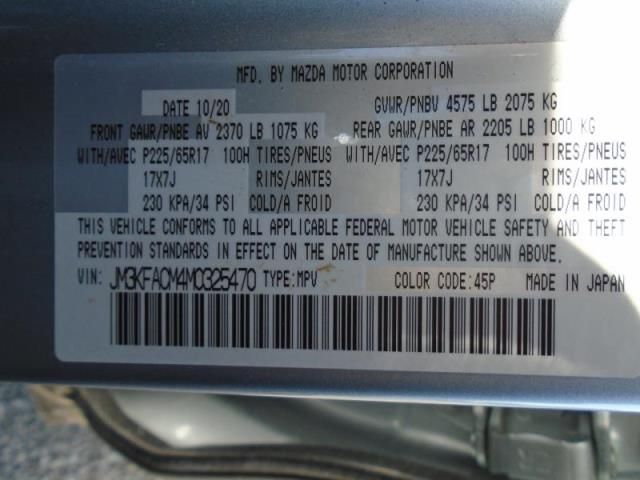 MFD. BY MAZDA MOTOR CORPORATION
DATE 10/20 GVWR/PNBV 4575 LB 2075 KG
FRONT GAWR/PNBE AV 2370 LB 1075 KG REAR GAWR/PNBE AR 2205 LB 1000 KG
WITH/AVEC P225/65R17 100H TIRES/PNEUS WITH/AVEC P225/65R17 100H TIRES/PNEUS
17X7J RIMS/JANTES 17X7J RIMS/JANTES
230 KPA/34 PSI COLD/A FROID 230 KPA/34 PSI COLD/A FROID
THIS VEHICLE CONFORMS TO ALL APPLICABLE FEDERAL MOTOR VEHICLE SAFETY AND THEFT
PREVENTION STANDARDS IN EFFECT ON THE DATE OF MANUFACTURE SHOWN ABOVE.
VIN: JM3KFACM4M0325470 TYPE:MPV COLOR CODE:45P MADE IN JAPAN